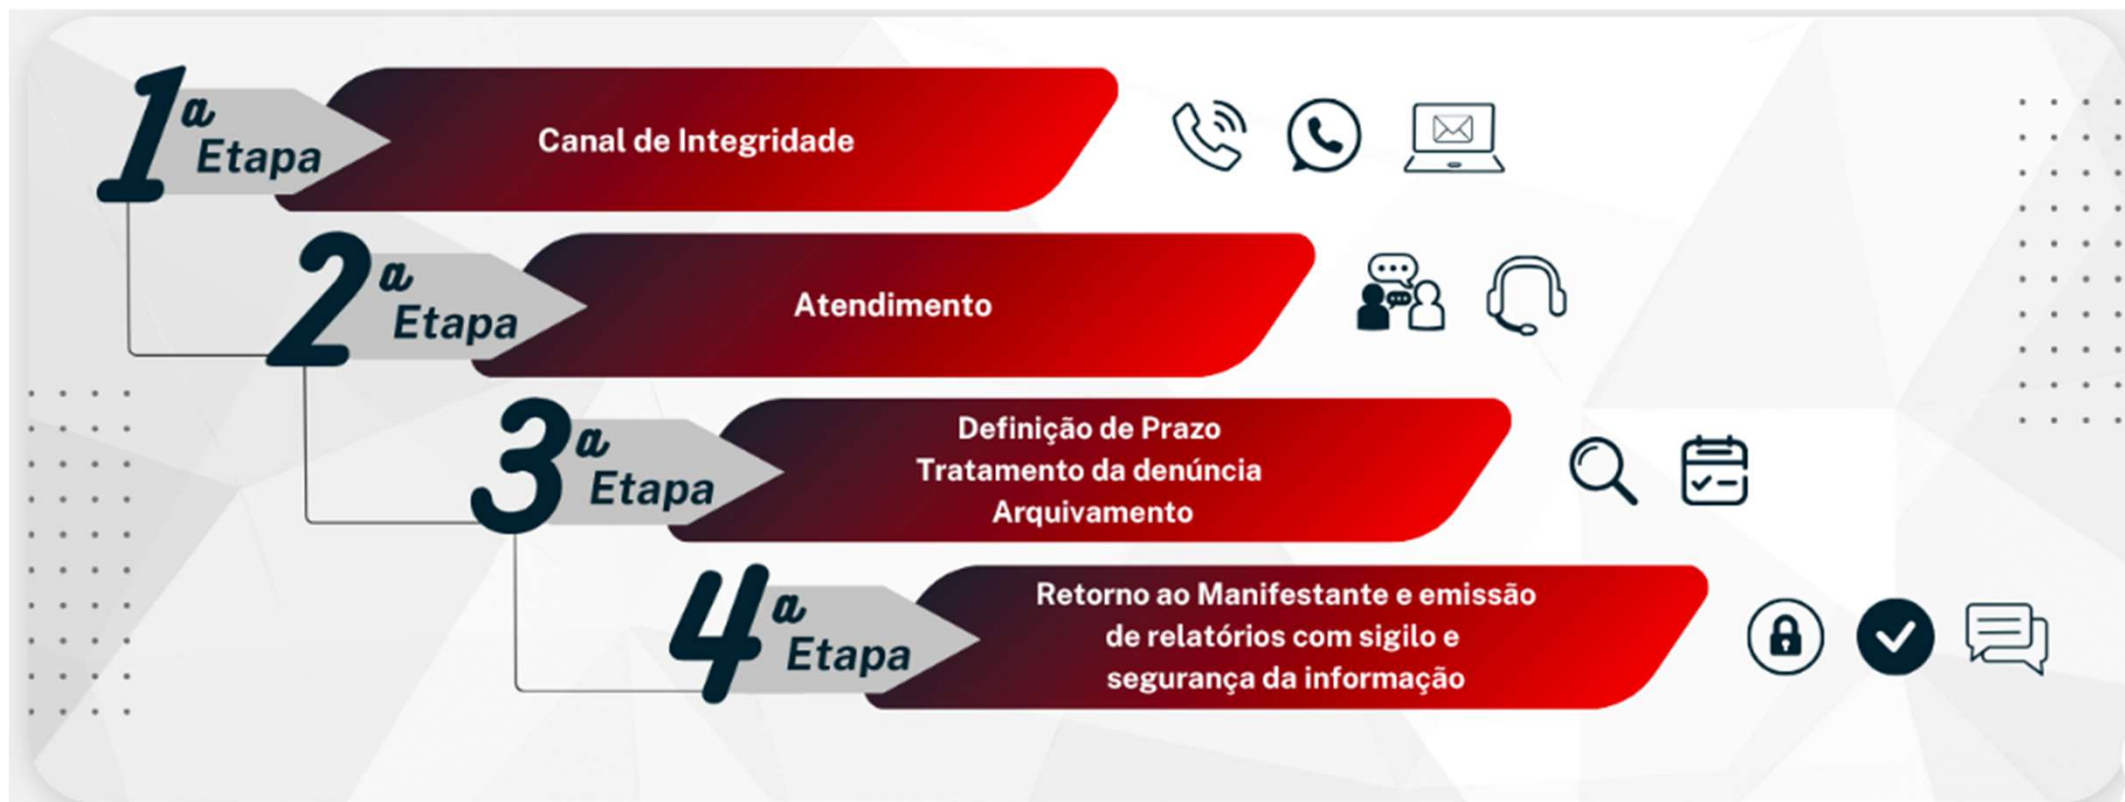 1ª
Etapa
Canal de Integridade
2ª
Etapa
Atendimento
3ª
Etapa
Definição de Prazo
Tratamento da denúncia
Arquivamento
4ª
Etapa
Retorno ao Manifestante e emissão
de relatórios com sigilo e
segurança da informação